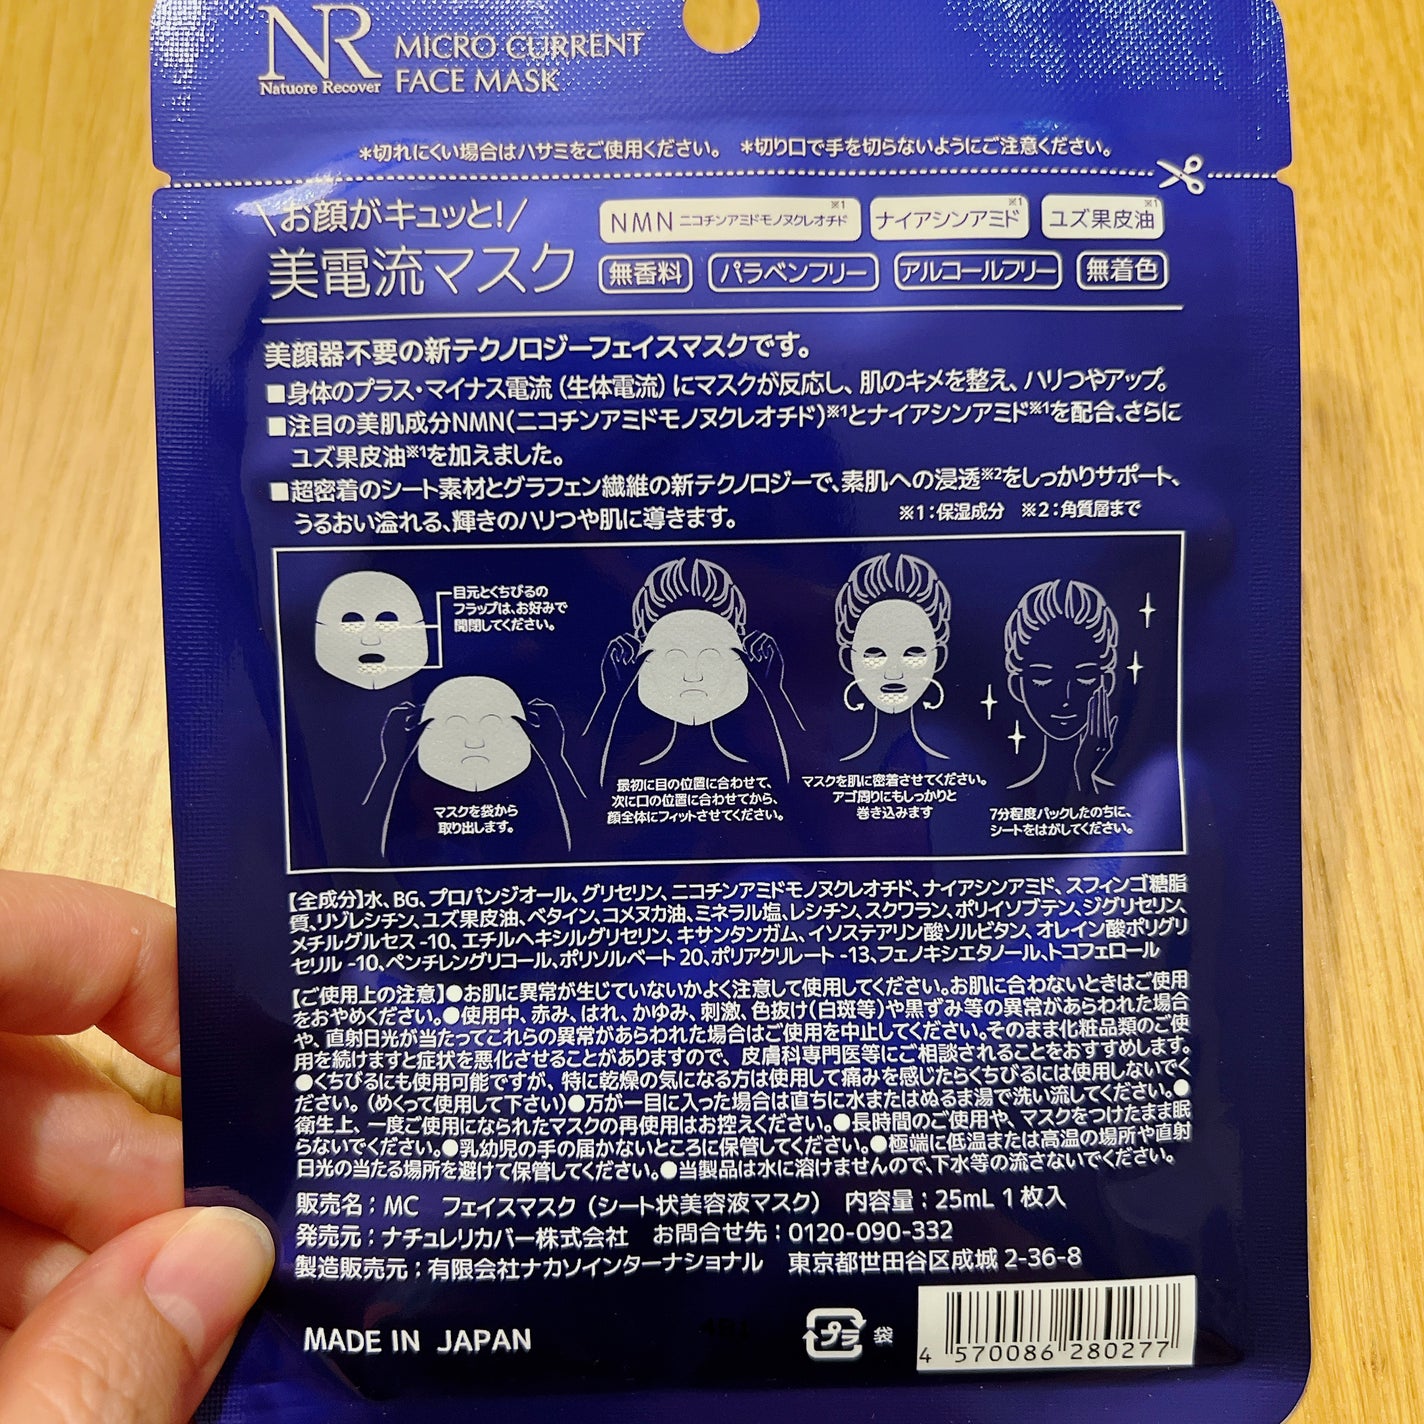 NR
Natuore Recover
MICRO CURRENT
FACE MASK
*切れにくい場合はハサミをご使用ください。 *切り口で手を切らないようにご注意ください。
\お顔がキュッと!/
美電流マスク
NMN ニコチンアミドモノヌクレオチド※1 ナイアシンアミド※1 ユズ果皮油※1
無香料 パラベンフリー アルコールフリー 無着色
美顔器不要の新テクノロジーフェイスマスクです。
■身体のプラス・マイナス電流（生体電流）にマスクが反応し、肌のキメを整え、ハリつやアップ。
■注目の美肌成分NMN(ニコチンアミドモノヌクレオチド)※1とナイアシンアミド※1を配合、さらに
ユズ果皮油※1を加えました。
■超密着のシート素材とグラフェン繊維の新テクノロジーで、素肌への浸透※2をしっかりサポート、
うるおい溢れる、輝きのハリつや肌に導きます。
※1：保湿成分 ※2：角質層まで
目元とくちびるの
フラップは、お好みで
開閉してください。
マスクを袋から
取り出します。
最初に目の位置に合わせて、
次に口の位置に合わせてから、
顔全体にフィットさせてください。
マスクを肌に密着させてください。
アゴ周りにもしっかりと
巻き込みます
7分程度パックしたのちに、
シートをはがしてください。
【全成分】水、BG、プロパンジオール、グリセリン、ニコチンアミドモノヌクレオチド、ナイアシンアミド、スフィンゴ糖脂
質、リゾレシチン、ユズ果皮油、ベタイン、コメヌカ油、ミネラル塩、レシチン、スクワラン、ポリイソブテン、ジグリセリン、
メチルグルセス -10、エチルヘキシルグリセリン、キサンタンガム、イソステアリン酸ソルビタン、オレイン酸ポリグリ
セリル -10、ペンチレングリコール、ポリソルベート 20、ポリアクリレート -13、フェノキシエタノール、トコフェロール
【ご使用上の注意】●お肌に異常が生じていないかよく注意して使用してください。お肌に合わないときはご使用
をおやめください。●使用中、赤み、はれ、かゆみ、刺激、色抜け（白斑等）や黒ずみ等の異常があらわれた場合
や、直射日光が当たってこれらの異常があらわれた場合はご使用を中止してください。そのまま化粧品類のご使
用を続けますと症状を悪化させることがありますので、皮膚科専門医等にご相談されることをおすすめします。
●くちびるにも使用可能ですが、特に乾燥の気になる方は使用して痛みを感じたらくちびるには使用しないでく
ださい。（めくって使用して下さい）●万が一目に入った場合は直ちに水またはぬるま湯で洗い流してください。●
衛生上、一度ご使用になられたマスクの再使用はお控えください。●長時間のご使用や、マスクをつけたまま眠
らないでください。●乳幼児の手の届かないところに保管してください。●極端に低温または高温の場所や直射
日光の当たる場所を避けて保管してください。●当製品は水に溶けませんので、下水等の流さないでください。
販売名：MC フェイスマスク（シート状美容液マスク） 内容量：25mL 1 枚入
発売元：ナチュレリカバー株式会社 お問合せ先：0120-090-332
製造販売元：有限会社ナカソインターナショナル 東京都世田谷区成城 2-36-8
MADE IN JAPAN
プラ 袋
4 570086 280277